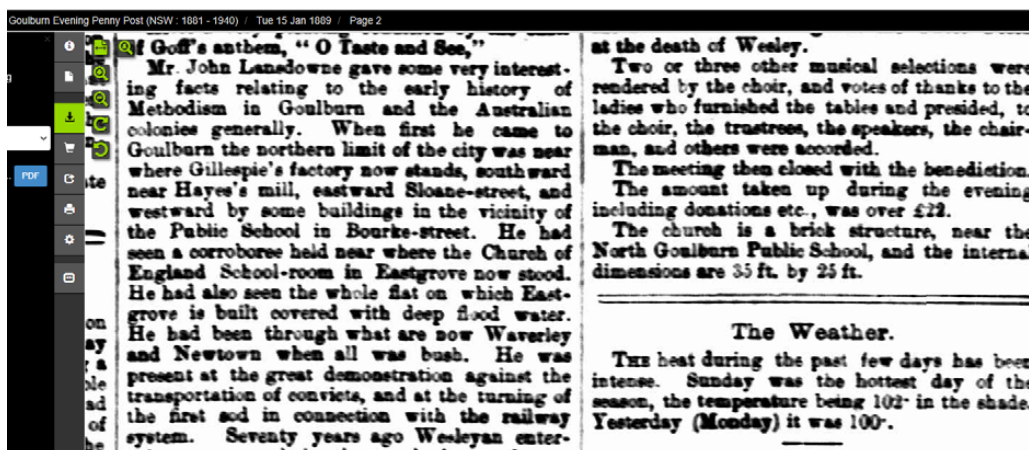 Goulburn Evening Penny Post (NSW : 1881 - 1940) / Tue 15 Jan 1889 / Page 2
PDF
of Goff's anthem, "O Taste and See,"
Mr. John Lansdowne gave some very interest-
ing facts relating to the early history of
Methodism in Goulburn and the Australian
colonies generally. When first he came to
Goulburn the northern limit of the city was near
where Gillespie's factory now stands, southward
near Hayes's mill, eastward Sloane-street, and
westward by some buildings in the vicinity of
the Public School in Bourke-street. He had
seen a corroboree held near where the Church of
England School-room in Eastgrove now stood.
He had also seen the whole flat on which East-
grove is built covered with deep flood water.
He had been through what are now Waverley
and Newtown when all was bush. He was
present at the great demonstration against the
transportation of convicts, and at the turning of
the first sod in connection with the railway
system. Seventy years ago Wesleyan enter-
at the death of Wesley.
Two or three other musical selections were
rendered by the choir, and votes of thanks to the
ladies who furnished the tables and presided, to
the choir, the trustrees, the speakers, the chair-
man, and others were accorded.
The meeting then closed with the benediction.
The amount taken up during the evening
including donations etc., was over £22.
The church is a brick structure, near the
North Goulburn Public School, and the internal
dimensions are 35 ft. by 25 ft.
The Weather.
THE heat during the past few days has been
intense. Sunday was the hottest day of the
season, the temperature being 102° in the shade.
Yesterday (Monday) it was 100°.